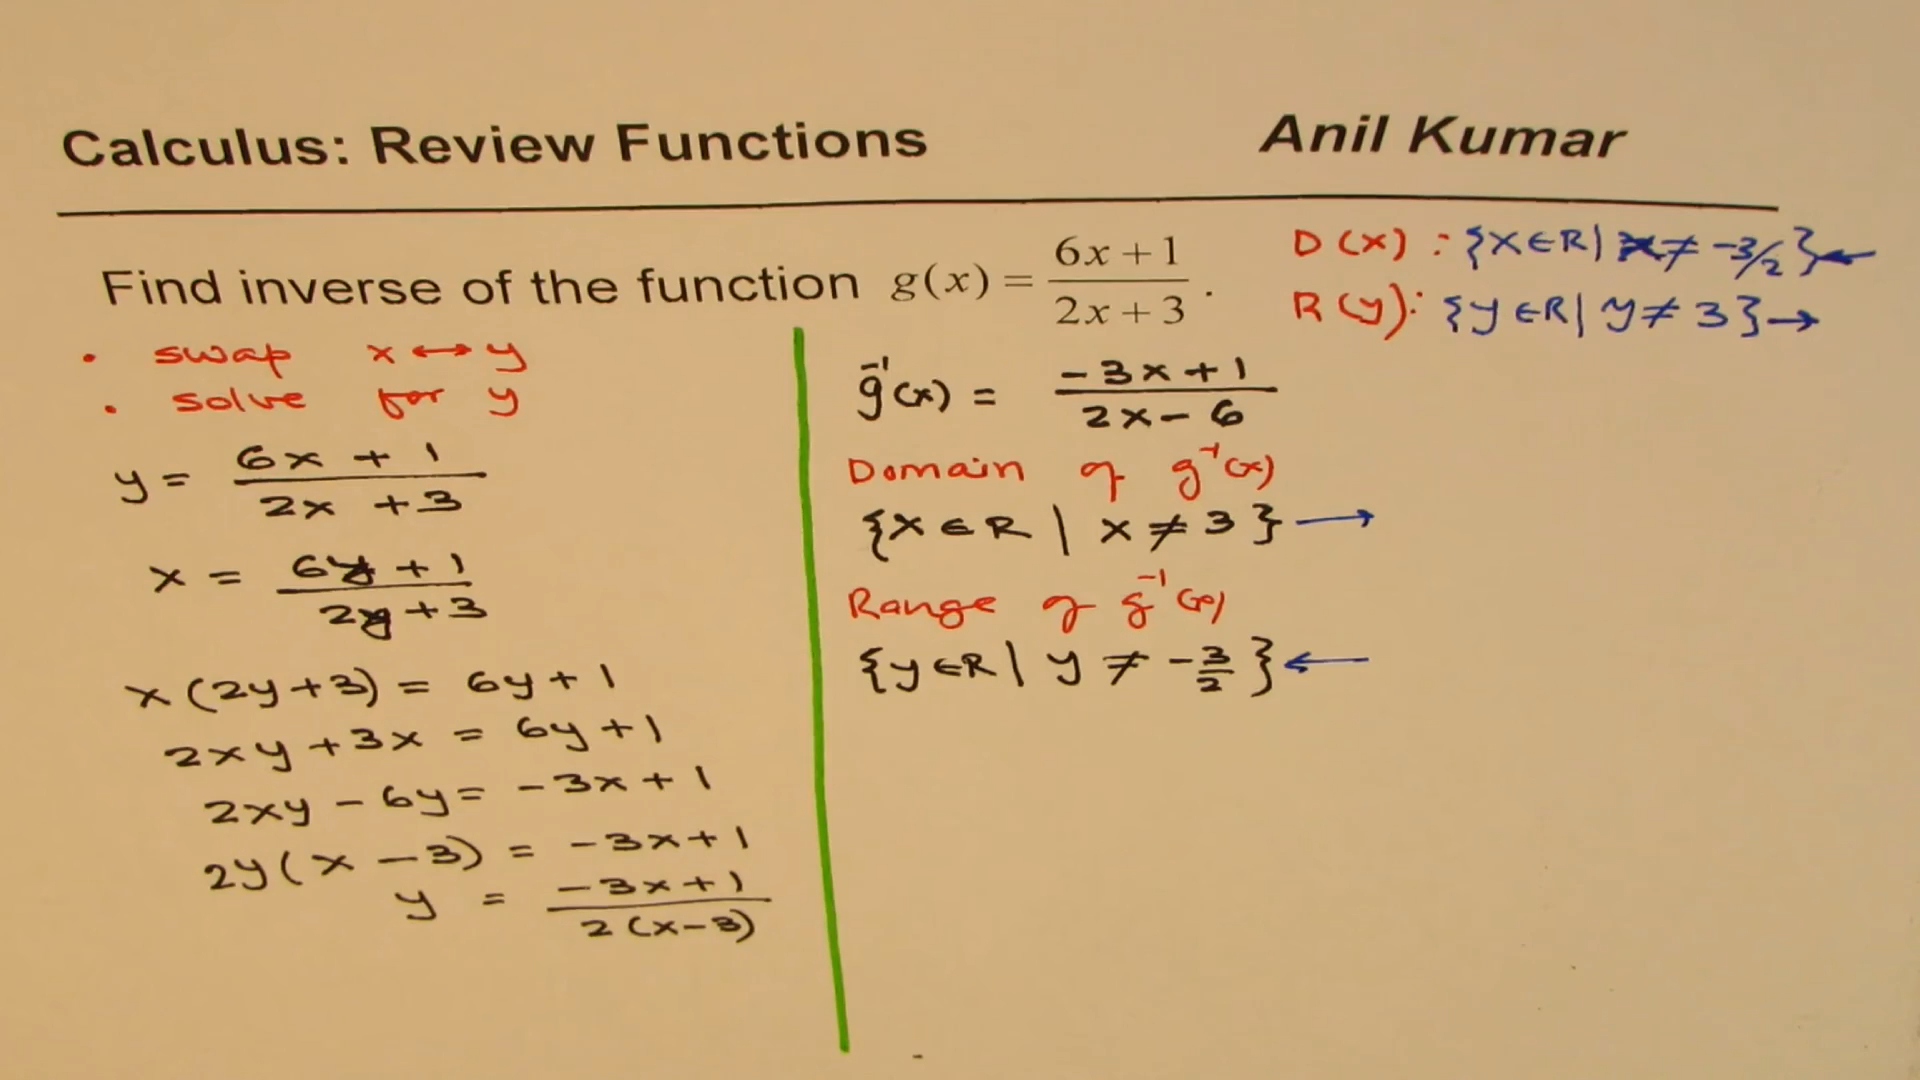 Calculus: Review Functions
Anil Kumar
Find inverse of the function g(x) = (6x + 1)/(2x + 3).
D(x) : {x∈R| x≠ -3/2}←
R(y): {y∈R| y≠ 3}→
• swap x ↔ y
• solve for y
y = (6x + 1)/(2x + 3)
x = (6y + 1)/(2y + 3)
x(2y+3) = 6y+1
2xy+3x = 6y+1
2xy - 6y = -3x+1
2y(x - 3) = -3x+1
y = (-3x+1)/(2(x-3))
g⁻¹(x) = (-3x+1)/(2x-6)
Domain of g⁻¹(x)
{x∈R | x≠3}→
Range of g⁻¹(x)
{y∈R | y ≠ -3/2}←